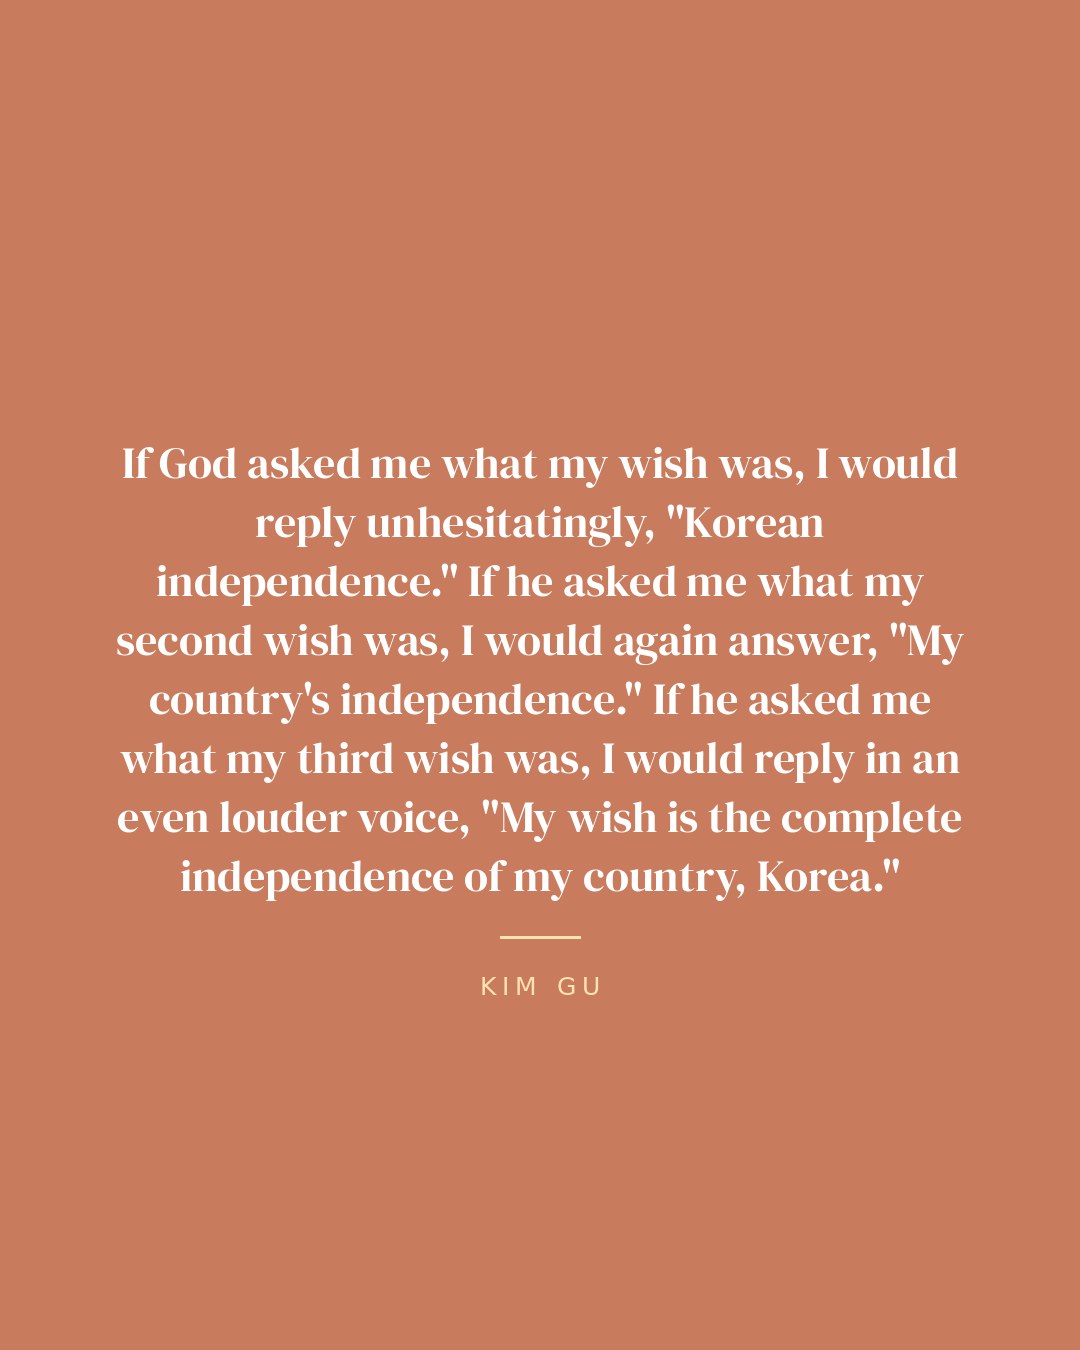 If God asked me what my wish was, I would
reply unhesitatingly, "Korean
independence." If he asked me what my
second wish was, I would again answer, "My
country's independence." If he asked me
what my third wish was, I would reply in an
even louder voice, "My wish is the complete
independence of my country, Korea."
KIM GU